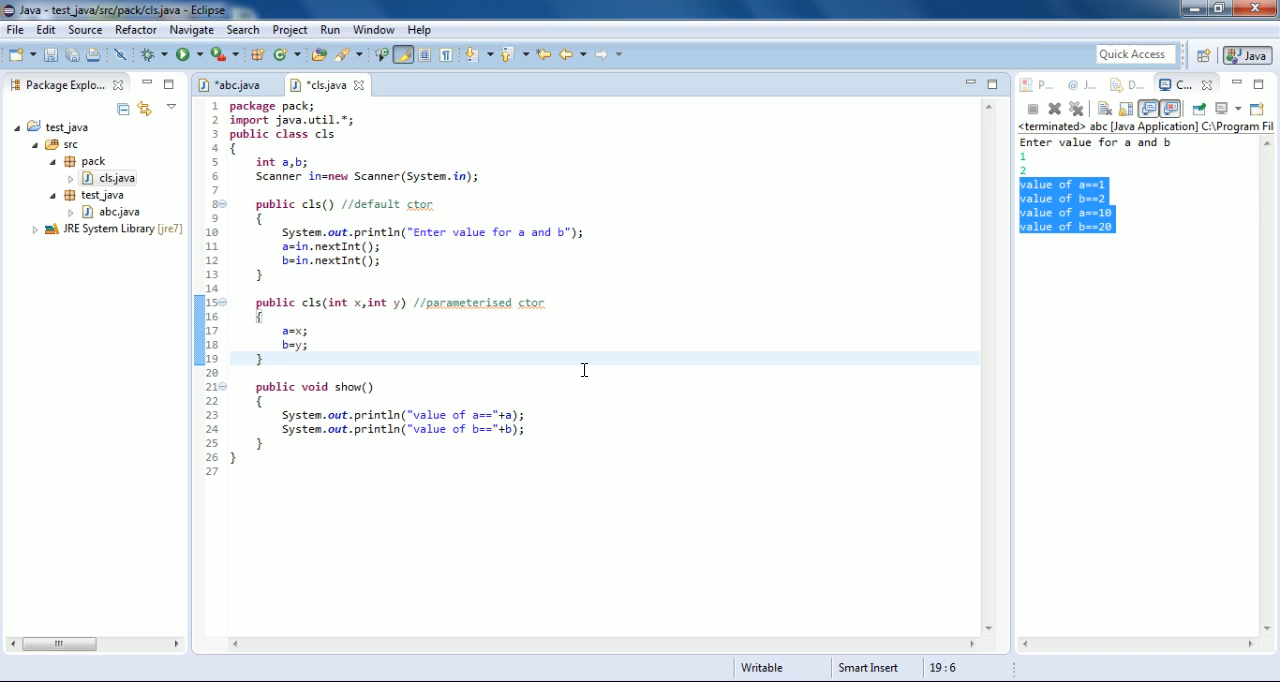 Java - test_java/src/pack/cls.java - Eclipse
File Edit Source Refactor Navigate Search Project Run Window Help
Quick Access
Java
Package Explo...
test_java
src
pack
cls.java
test_java
abc.java
JRE System Library [jre7]
*abc.java
*cls.java
1 package pack;
2 import java.util.*;
3 public class cls
4 {
5 int a,b;
6 Scanner in=new Scanner(System.in);
7
8 public cls() //default ctor
9 {
10 System.out.println("Enter value for a and b");
11 a=in.nextInt();
12 b=in.nextInt();
13 }
14
15 public cls(int x,int y) //parameterised ctor
16 {
17 a=x;
18 b=y;
19 }
20
21 public void show()
22 {
23 System.out.println("value of a=="+a);
24 System.out.println("value of b=="+b);
25 }
26 }
27
P... @ J... D... C...
<terminated> abc [Java Application] C:\Program Fil
Enter value for a and b
1
2
value of a==1
value of b==2
value of a==10
value of b==20
Writable Smart Insert 19 : 6